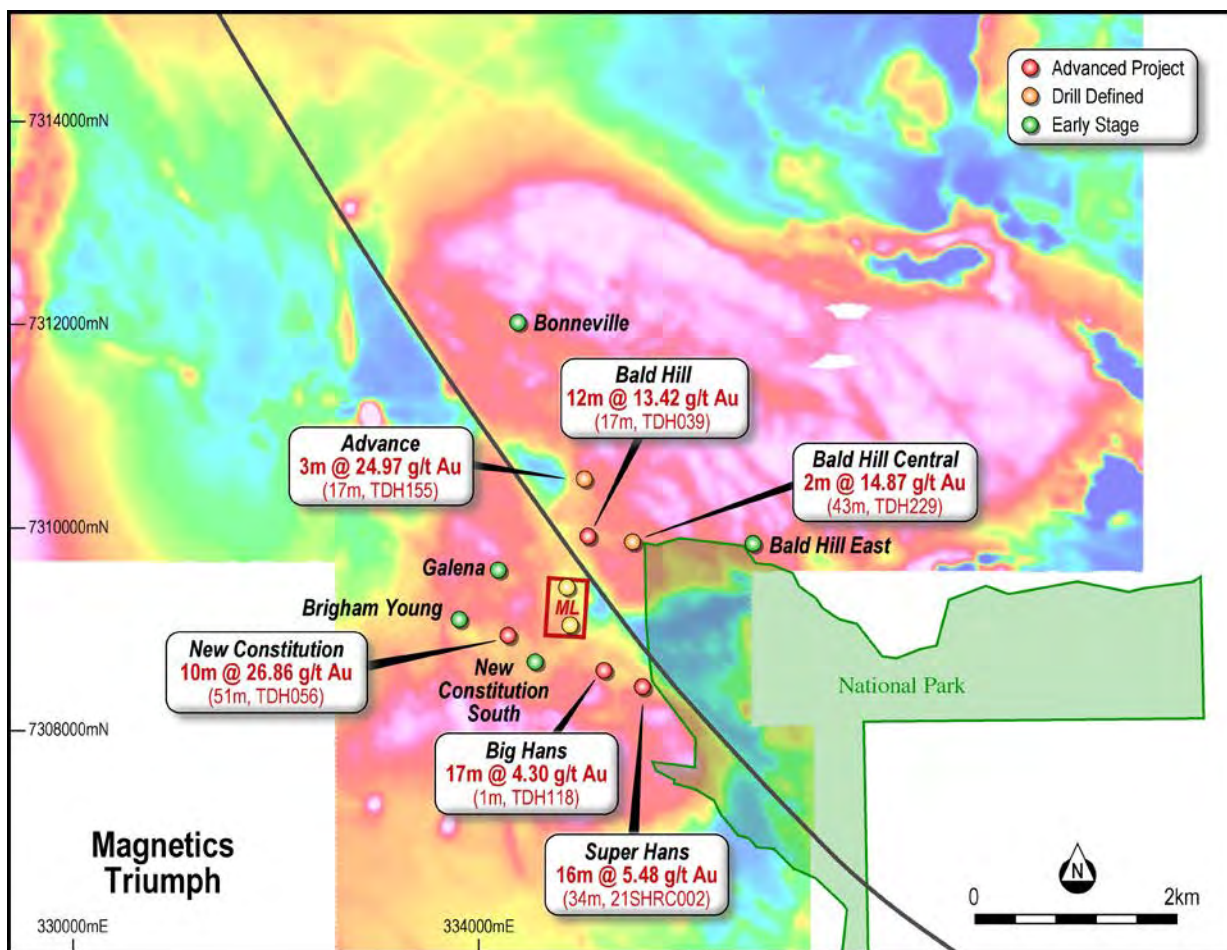 Advanced Project
Drill Defined
Early Stage
7314000mN
7312000mN
Bonneville
Bald Hill
12m @ 13.42 g/t Au
(17m, TDH039)
Advance
3m @ 24.97 g/t Au
(17m, TDH155)
Bald Hill Central
2m @ 14.87 g/t Au
(43m, TDH229)
7310000mN
Bald Hill East
Galena
ML
Brigham Young
New Constitution
10m @ 26.86 g/t Au
(51m, TDH056)
New
Constitution
South
National Park
7308000mN
Big Hans
17m @ 4.30 g/t Au
(1m, TDH118)
Super Hans
16m @ 5.48 g/t Au
(34m, 21SHRC002)
Magnetics
Triumph
N
0 2km
330000mE
334000mE